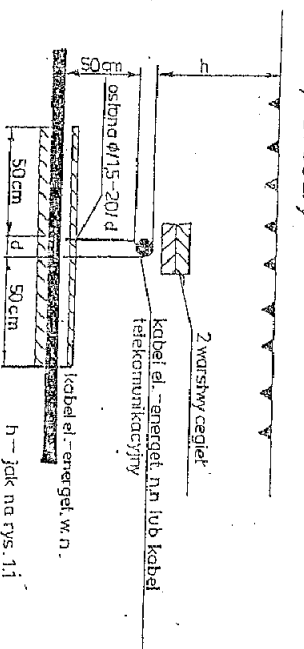 h
2 warstwy cegieł
50cm
kabel el.-energet. n.n lub kabel
telekomunikacyjny
osłona ϕ/1,5-20/d
kabel el.-energet. w.n.
50cm
d
50cm
h — jak na rys. 1.1